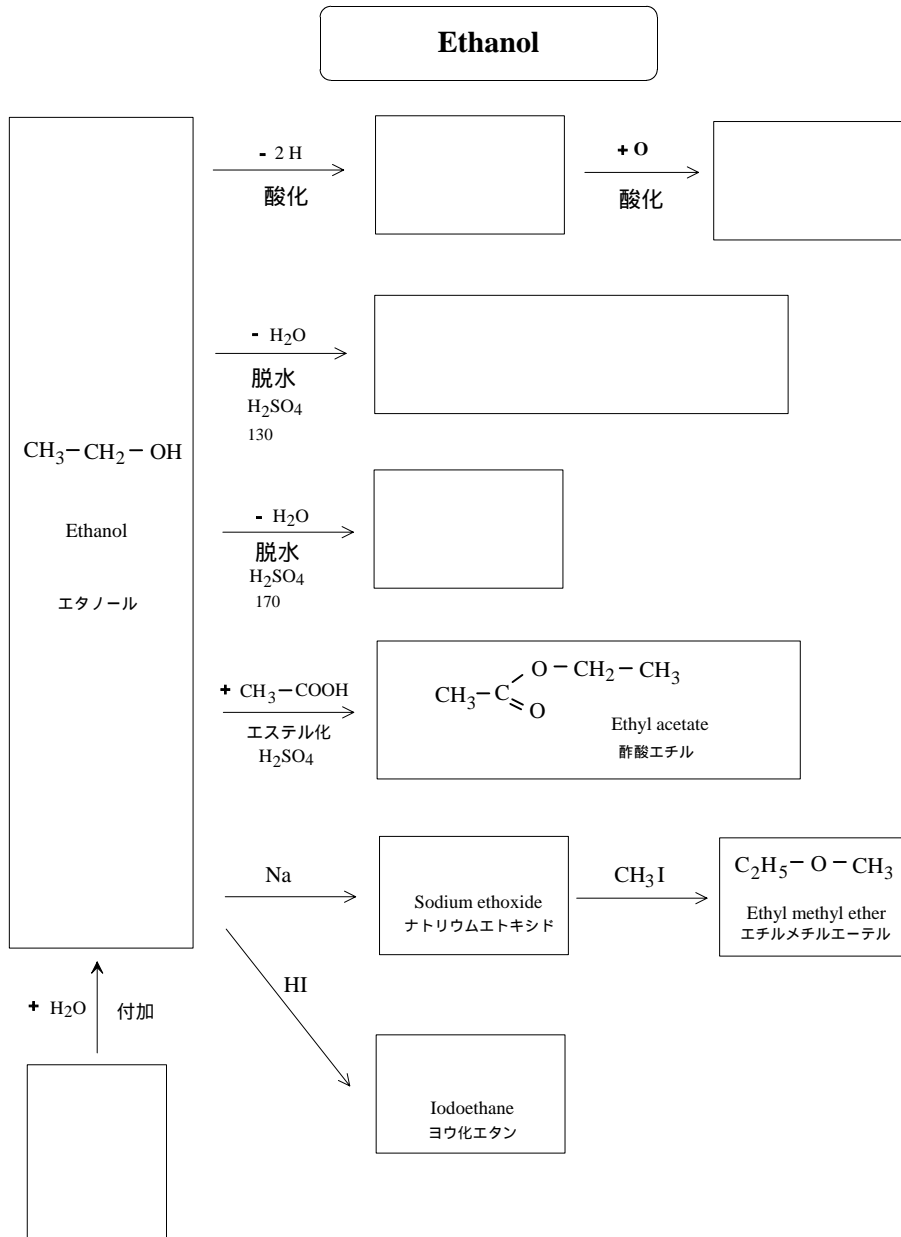 Ethanol
- 2 H
酸化
+ O
酸化
- H2O
脱水
H2SO4
130
CH3-CH2-OH
Ethanol
エタノール
- H2O
脱水
H2SO4
170
+ CH3-COOH
エステル化
H2SO4
O-CH2-CH3
CH3-C
O
Ethyl acetate
酢酸エチル
Na
Sodium ethoxide
ナトリウムエトキシド
CH3I
C2H5-O-CH3
Ethyl methyl ether
エチルメチルエーテル
HI
+ H2O 付加
Iodoethane
ヨウ化エタン